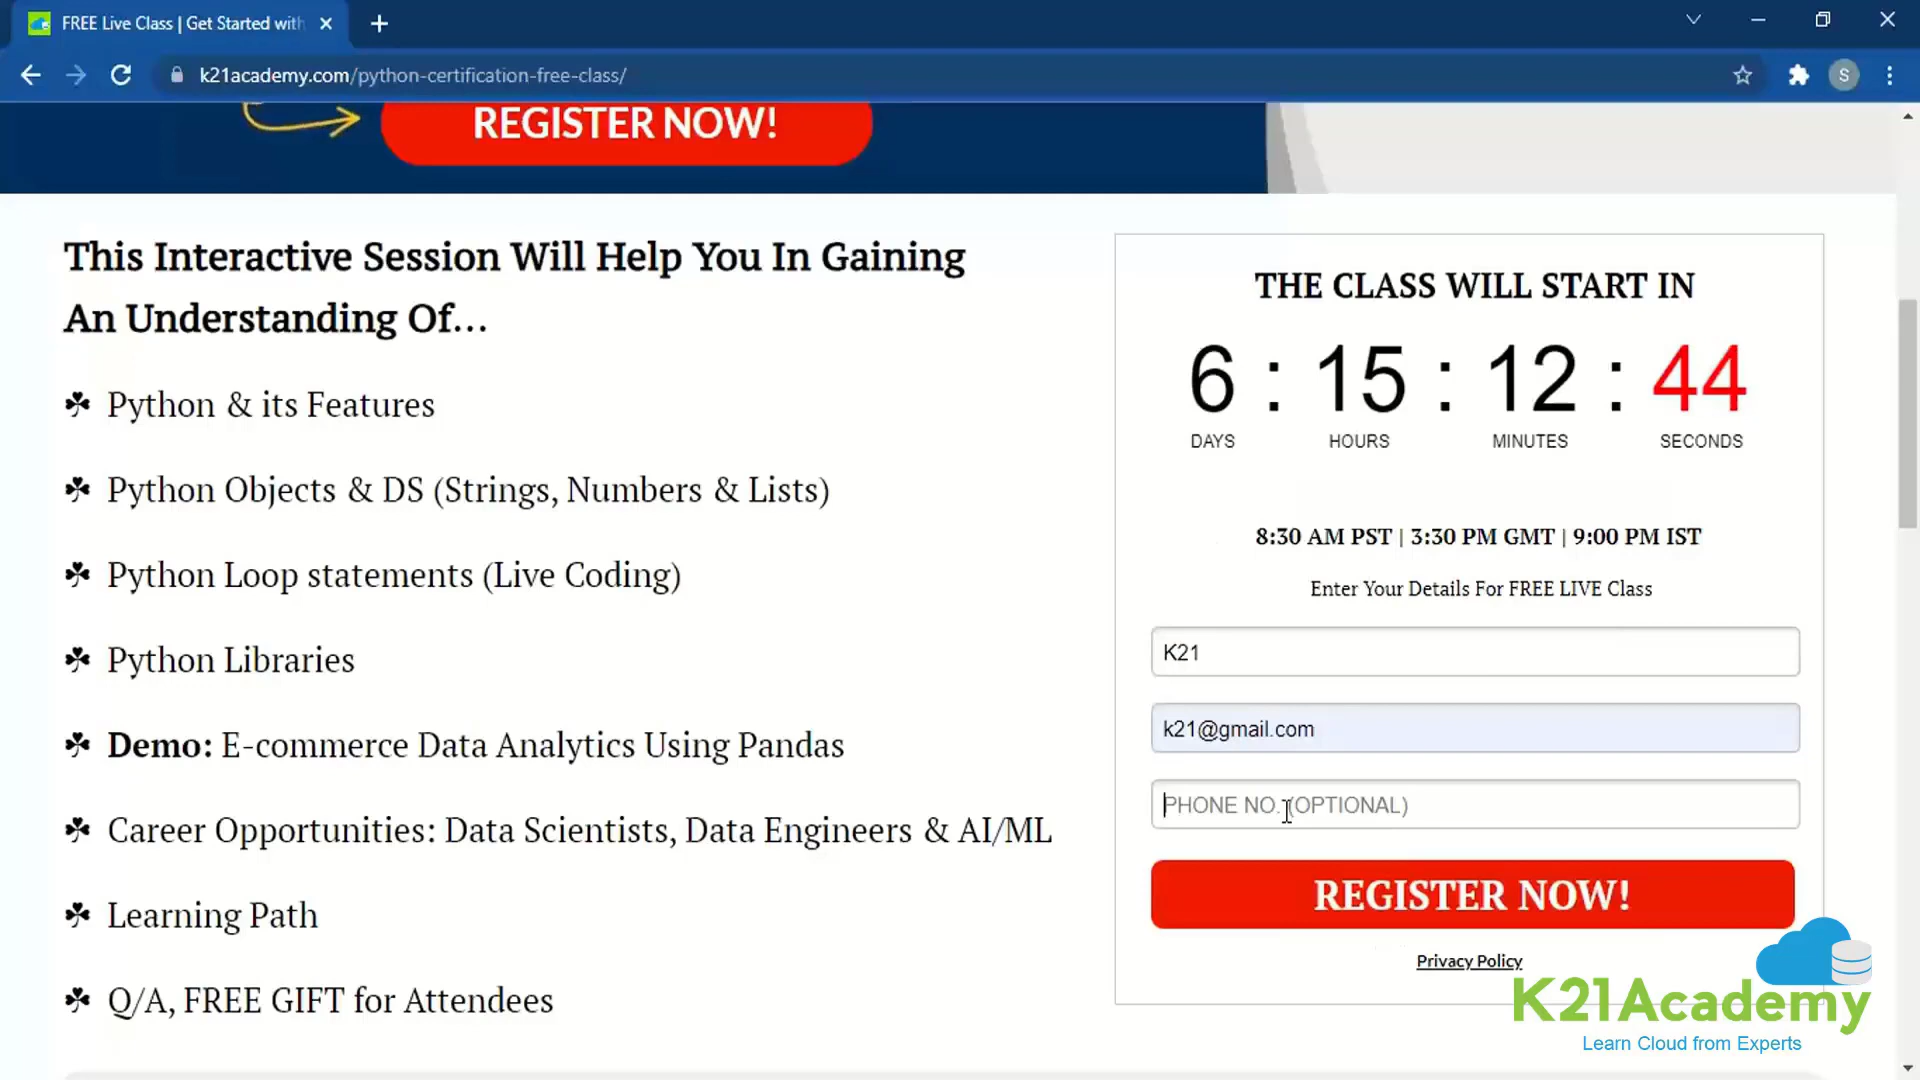 FREE Live Class | Get Started with
k21academy.com/python-certification-free-class/
S
REGISTER NOW!
This Interactive Session Will Help You In Gaining
An Understanding Of...
Python & its Features
Python Objects & DS (Strings, Numbers & Lists)
Python Loop statements (Live Coding)
Python Libraries
Demo: E-commerce Data Analytics Using Pandas
Career Opportunities: Data Scientists, Data Engineers & AI/ML
Learning Path
Q/A, FREE GIFT for Attendees
THE CLASS WILL START IN
6 : 15 : 12 : 44
DAYS HOURS MINUTES SECONDS
8:30 AM PST | 3:30 PM GMT | 9:00 PM IST
Enter Your Details For FREE LIVE Class
K21
k21@gmail.com
PHONE NO. (OPTIONAL)
REGISTER NOW!
Privacy Policy
K21Academy
Learn Cloud from Experts